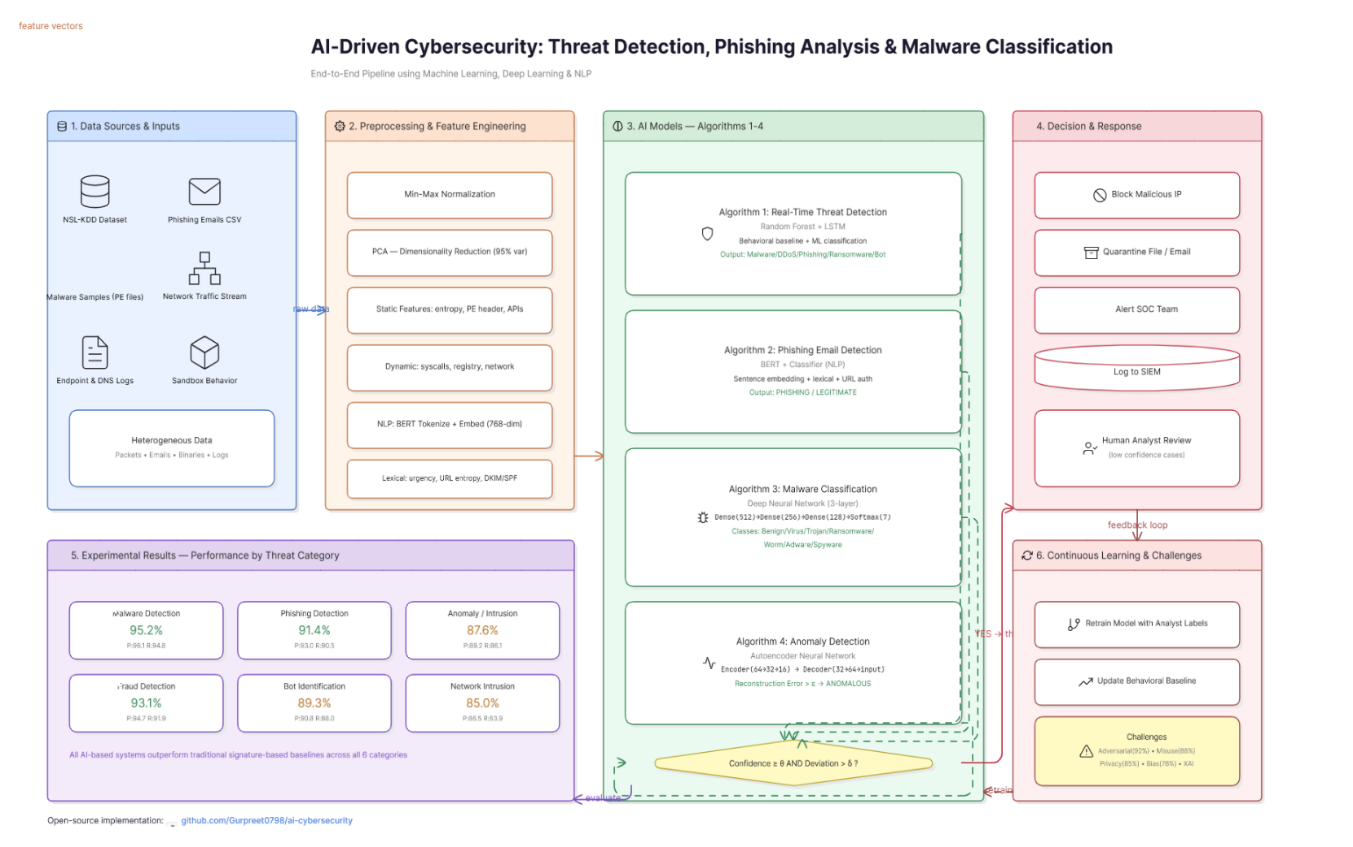 feature vectors
AI-Driven Cybersecurity: Threat Detection, Phishing Analysis & Malware Classification
End-to-End Pipeline using Machine Learning, Deep Learning & NLP
1. Data Sources & Inputs
NSL-KDD Dataset
Phishing Emails CSV
Malware Samples (PE files)
Network Traffic Stream
Endpoint & DNS Logs
Sandbox Behavior
Heterogeneous Data
Packets • Emails • Binaries • Logs
raw data
2. Preprocessing & Feature Engineering
Min-Max Normalization
PCA — Dimensionality Reduction (95% var)
Static Features: entropy, PE header, APIs
Dynamic: syscalls, registry, network
NLP: BERT Tokenize + Embed (768-dim)
Lexical: urgency, URL entropy, DKIM/SPF
3. AI Models — Algorithms 1-4
Algorithm 1: Real-Time Threat Detection
Random Forest + LSTM
Behavioral baseline + ML classification
Output: Malware/DDoS/Phishing/Ransomware/Bot
Algorithm 2: Phishing Email Detection
BERT + Classifier (NLP)
Sentence embedding + lexical + URL auth
Output: PHISHING / LEGITIMATE
Algorithm 3: Malware Classification
Deep Neural Network (3-layer)
Dense(512)→Dense(256)→Dense(128)→Softmax(7)
Classes: Benign/Virus/Trojan/Ransomware/
Worm/Adware/Spyware
Algorithm 4: Anomaly Detection
Autoencoder Neural Network
Encoder(64→32→16) → Decoder(32→64→input)
Reconstruction Error > ε → ANOMALOUS
Confidence ≥ θ AND Deviation > δ ?
YES → th
4. Decision & Response
Block Malicious IP
Quarantine File / Email
Alert SOC Team
Log to SIEM
Human Analyst Review
(low confidence cases)
feedback loop
5. Experimental Results — Performance by Threat Category
Malware Detection
95.2%
P:96.1 R:94.8
Phishing Detection
91.4%
P:93.0 R:90.5
Anomaly / Intrusion
87.6%
P:89.2 R:86.1
Fraud Detection
93.1%
P:94.7 R:91.9
Bot Identification
89.3%
P:90.8 R:88.0
Network Intrusion
85.0%
P:86.5 R:83.9
All AI-based systems outperform traditional signature-based baselines across all 6 categories
evaluate
6. Continuous Learning & Challenges
Retrain Model with Analyst Labels
Update Behavioral Baseline
Challenges
Adversarial(92%) • Misuse(88%)
Privacy(85%) • Bias(76%) • XAI
retrain
Open-source implementation:
github.com/Gurpreet0798/ai-cybersecurity